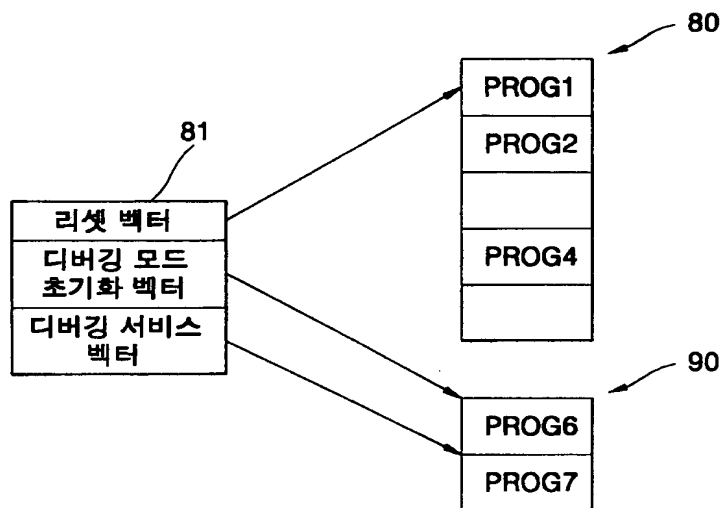 80
PROG1
PROG2
PROG4
81
리셋 벡터
디버깅 모드
초기화 벡터
디버깅 서비스
벡터
90
PROG6
PROG7